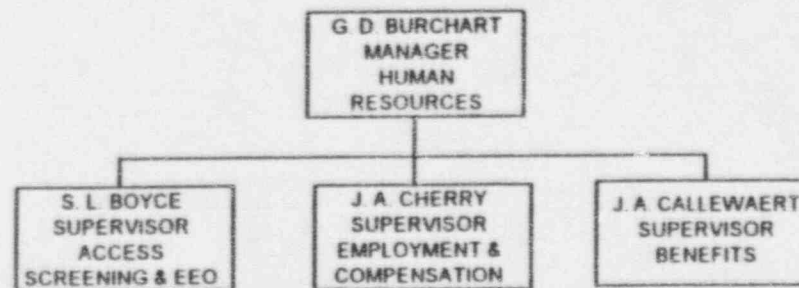 G. D. BURCHART
MANAGER
HUMAN
RESOURCES
S. L. BOYCE
SUPERVISOR
ACCESS
SCREENING & EEO
J. A. CHERRY
SUPERVISOR
EMPLOYMENT &
COMPENSATION
J. A. CALLEWAERT
SUPERVISOR
BENEFITS